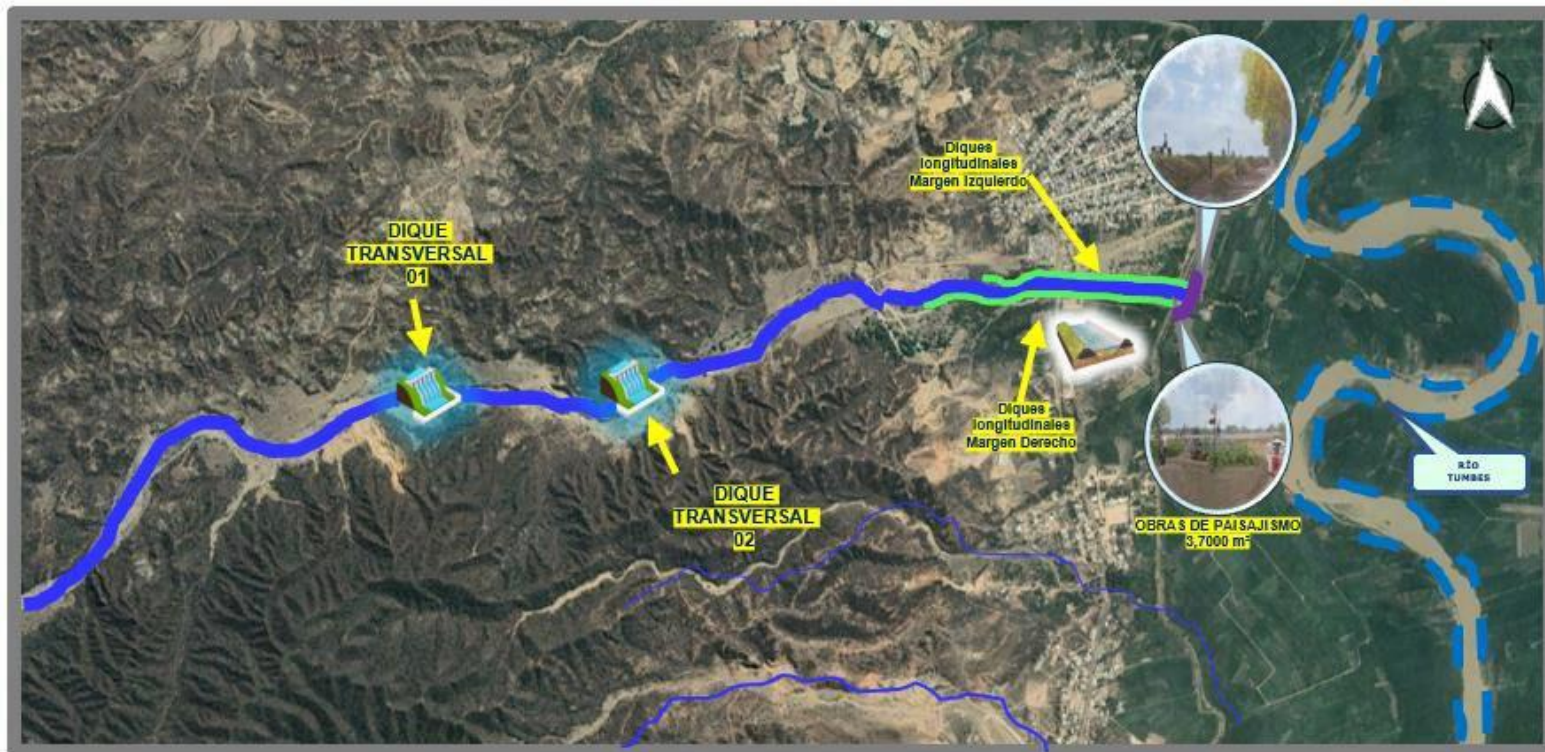 N
Diques
longitudinales
Margen Izquierdo
DIQUE
TRANSVERSAL
01
Diques
longitudinales
Margen Derecho
DIQUE
TRANSVERSAL
02
RÍO
TUMBES
OBRAS DE PAISAJISMO
3,7000 m²